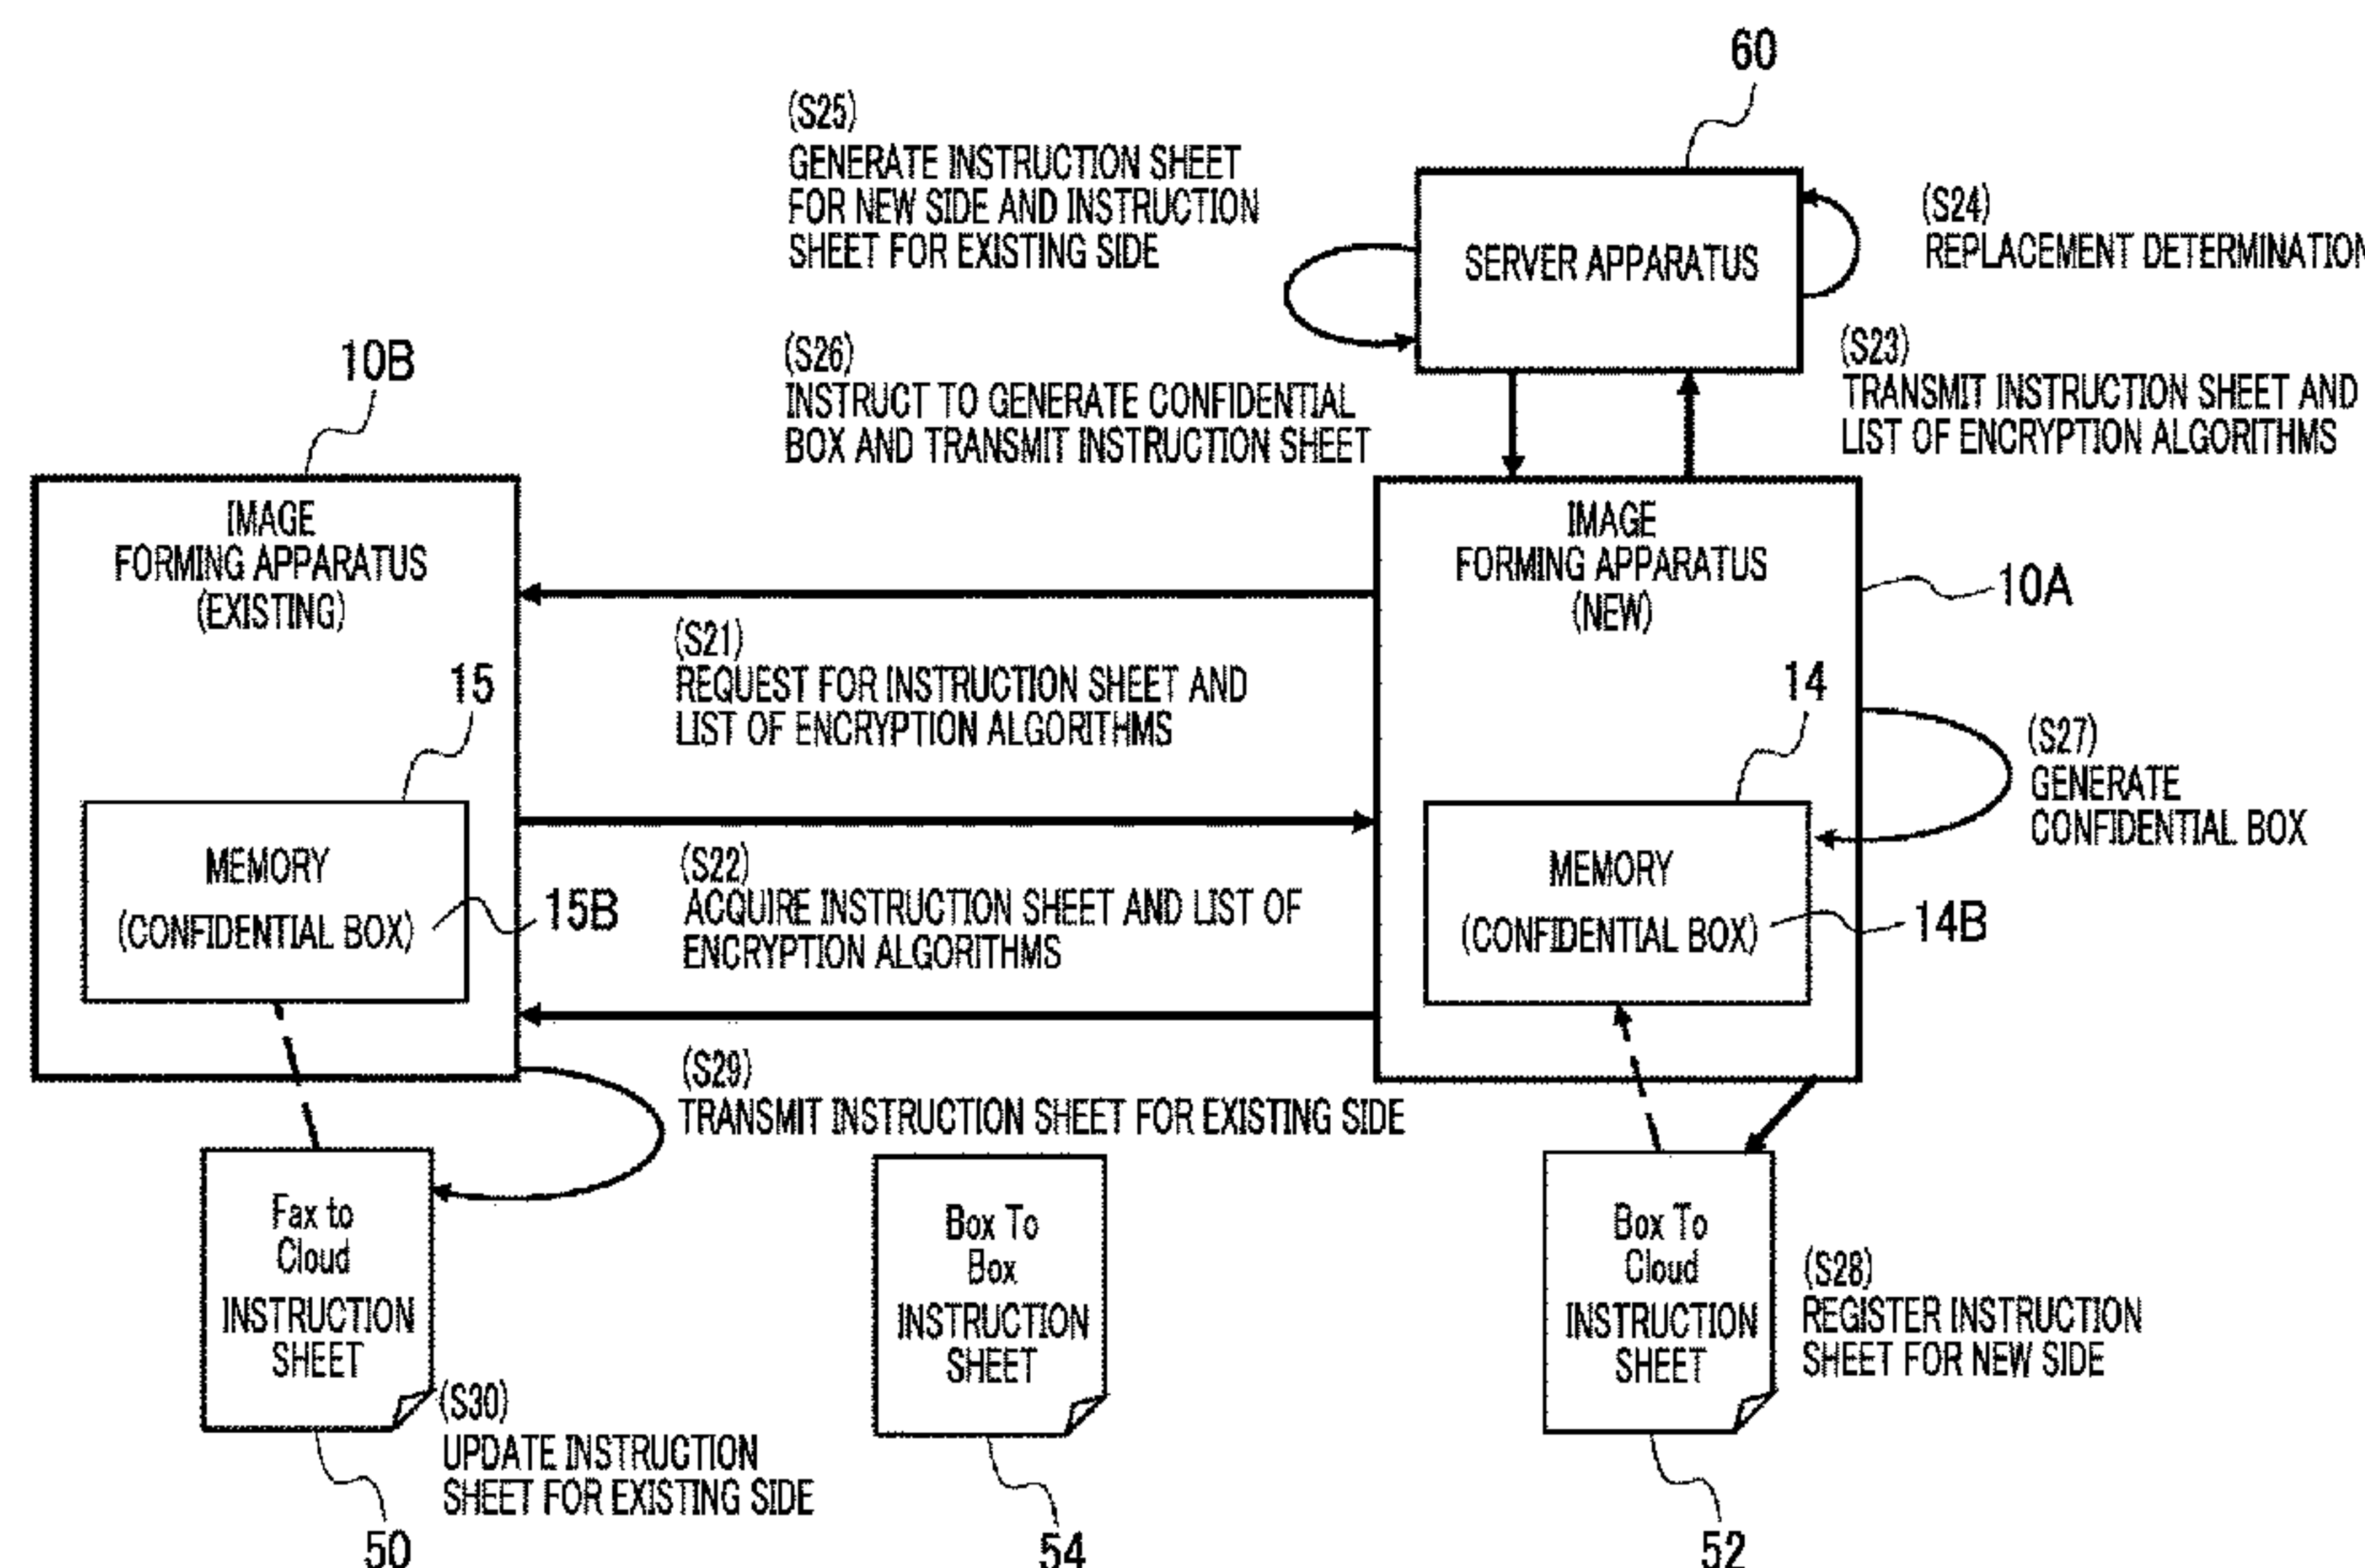 60
(S25)
GENERATE INSTRUCTION SHEET
FOR NEW SIDE AND INSTRUCTION
SHEET FOR EXISTING SIDE
SERVER APPARATUS
(S24)
REPLACEMENT DETERMINATION
10B
(S26)
INSTRUCT TO GENERATE CONFIDENTIAL
BOX AND TRANSMIT INSTRUCTION SHEET
(S23)
TRANSMIT INSTRUCTION SHEET AND
LIST OF ENCRYPTION ALGORITHMS
IMAGE
FORMING APPARATUS
(EXISTING)
IMAGE
FORMING APPARATUS
(NEW)
10A
(S21)
REQUEST FOR INSTRUCTION SHEET AND
LIST OF ENCRYPTION ALGORITHMS
15
14
(S27)
GENERATE
CONFIDENTIAL BOX
MEMORY
(CONFIDENTIAL BOX)
15B
(S22)
ACQUIRE INSTRUCTION SHEET AND LIST OF
ENCRYPTION ALGORITHMS
MEMORY
(CONFIDENTIAL BOX)
14B
(S29)
TRANSMIT INSTRUCTION SHEET FOR EXISTING SIDE
Fax to
Cloud
INSTRUCTION
SHEET
Box To
Box
INSTRUCTION
SHEET
Box To
Cloud
INSTRUCTION
SHEET
(S28)
REGISTER INSTRUCTION
SHEET FOR NEW SIDE
(S30)
UPDATE INSTRUCTION
SHEET FOR EXISTING SIDE
50
54
52